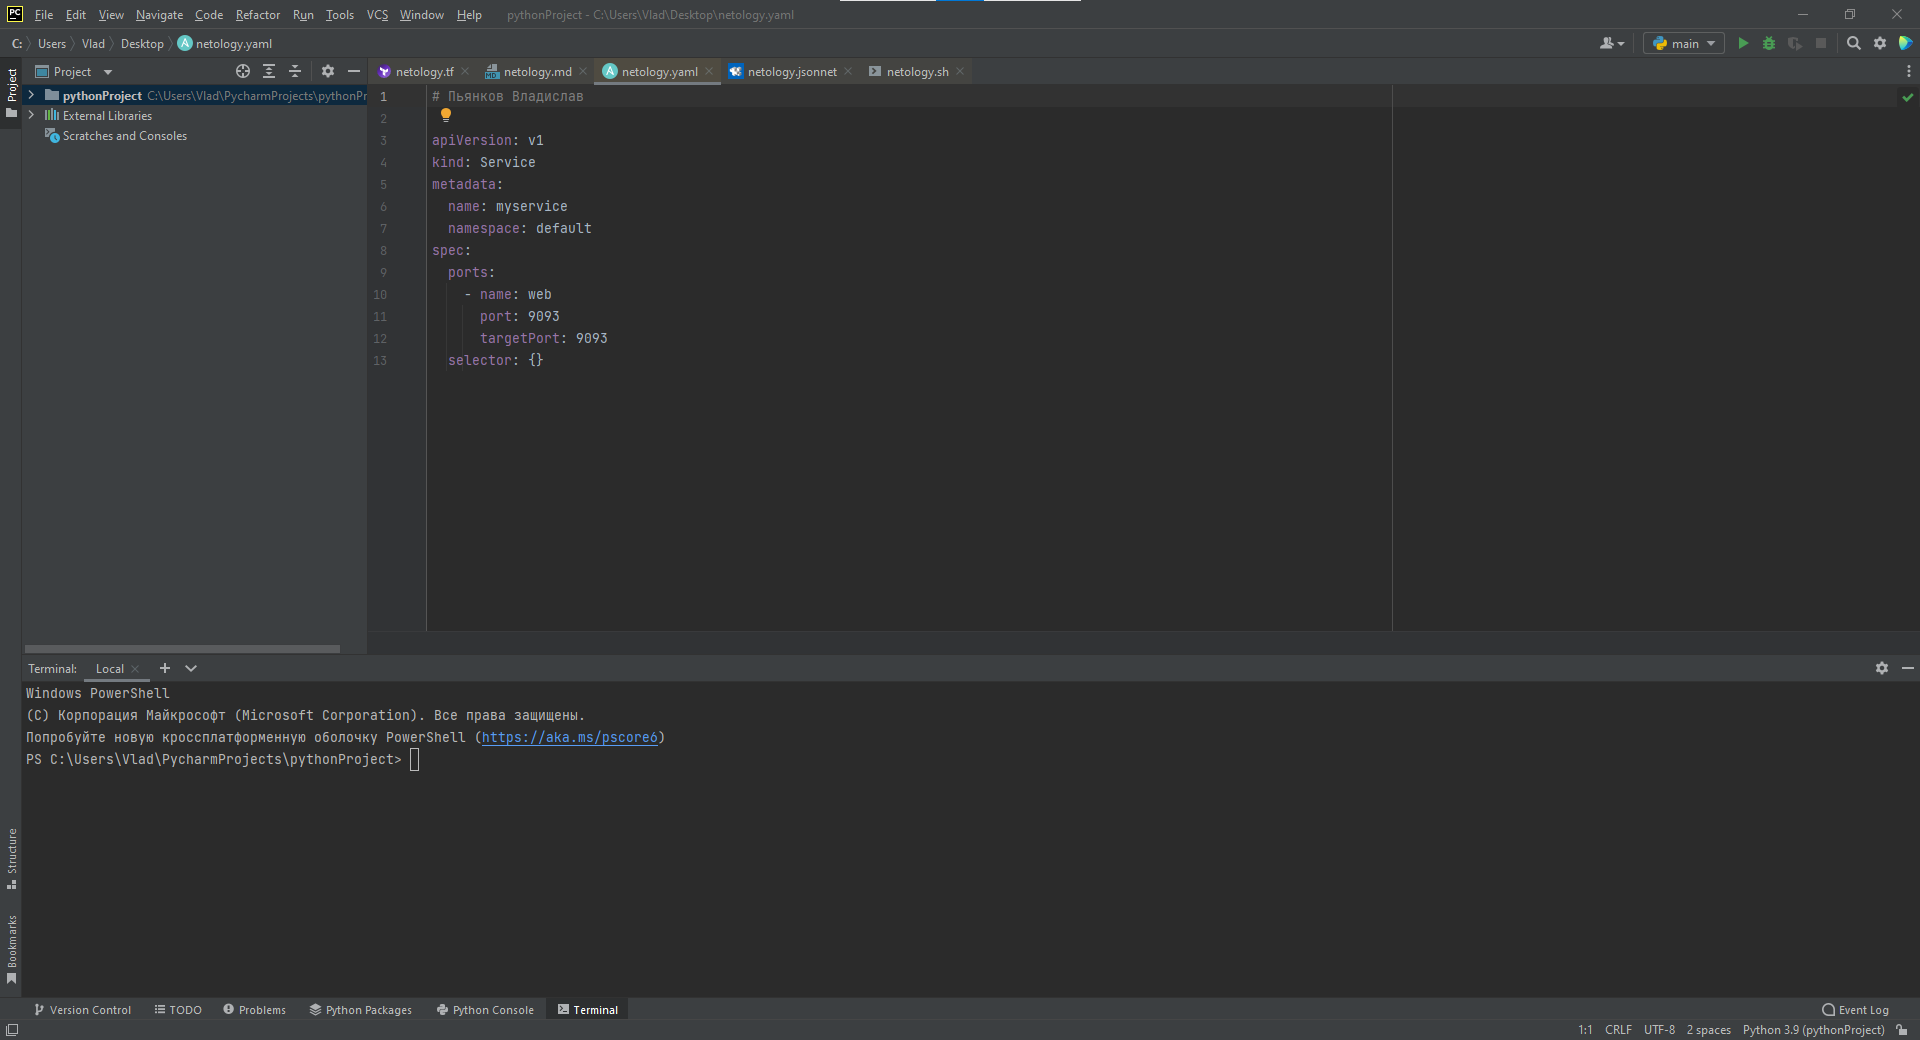 PC File Edit View Navigate Code Refactor Run Tools VCS Window Help pythonProject - C:\Users\Vlad\Desktop\netology.yaml
C: Users Vlad Desktop netology.yaml main
Project Project netology.tf netology.md netology.yaml netology.jsonnet netology.sh
pythonProject C:\Users\Vlad\PycharmProjects\pythonPr
External Libraries
Scratches and Consoles
1 # Пьянков Владислав
2
3 apiVersion: v1
4 kind: Service
5 metadata:
6 name: myservice
7 namespace: default
8 spec:
9 ports:
10 - name: web
11 port: 9093
12 targetPort: 9093
13 selector: {}
Terminal: Local
Windows PowerShell
(C) Корпорация Майкрософт (Microsoft Corporation). Все права защищены.
Попробуйте новую кроссплатформенную оболочку PowerShell (https://aka.ms/pscore6)
PS C:\Users\Vlad\PycharmProjects\pythonProject>
Structure
Bookmarks
Version Control TODO Problems Python Packages Python Console Terminal Event Log
1:1 CRLF UTF-8 2 spaces Python 3.9 (pythonProject)